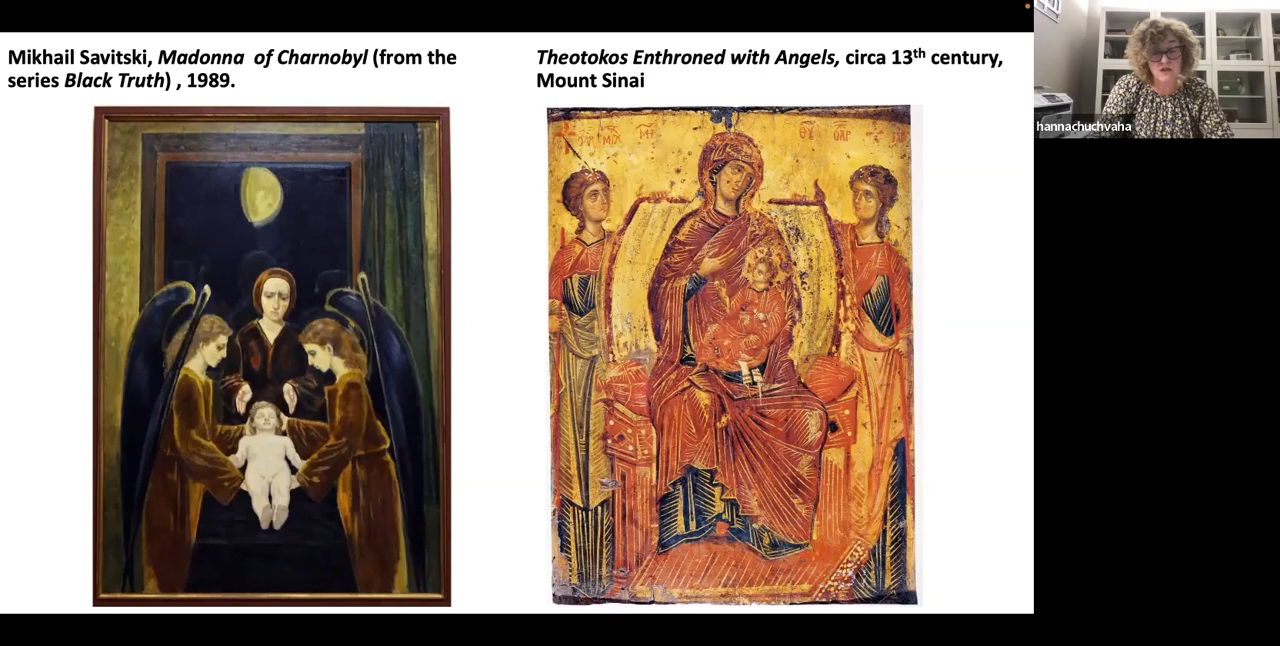 Mikhail Savitski, Madonna of Charnobyl (from the
series Black Truth) , 1989.
Theotokos Enthroned with Angels, circa 13th century,
Mount Sinai
hannachuchvaha